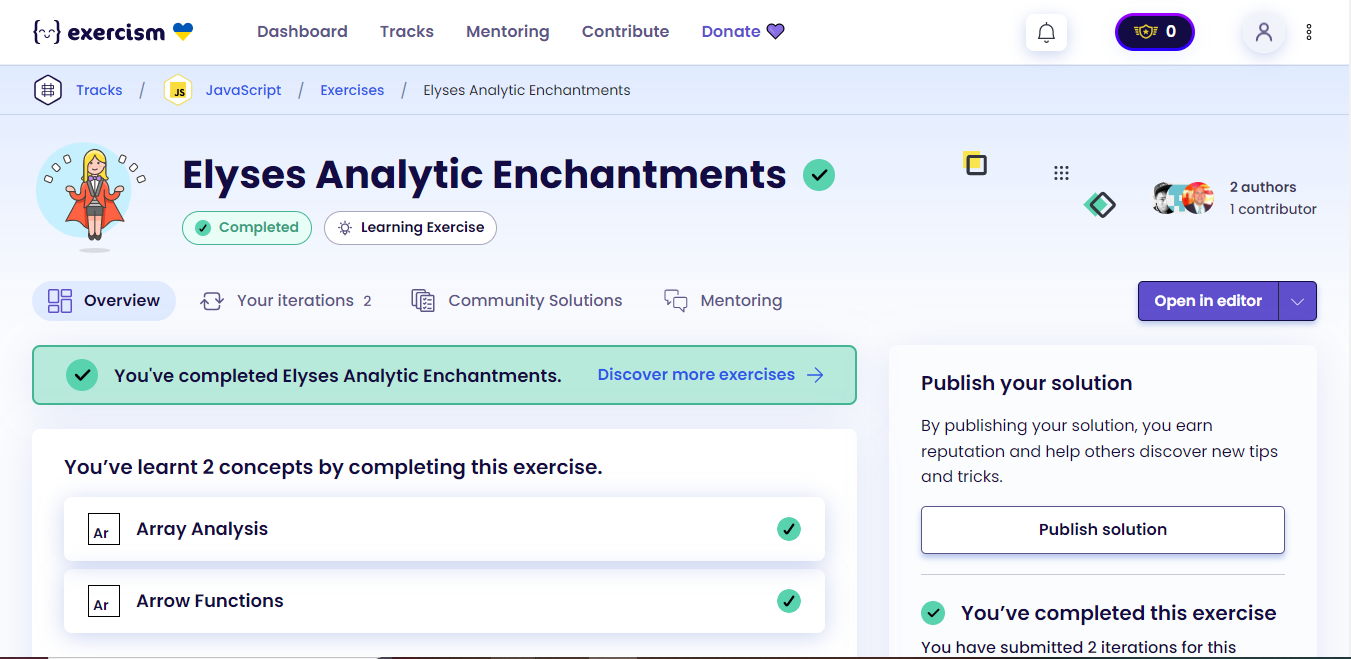 exercism
Dashboard
Tracks
Mentoring
Contribute
Donate
0
Tracks / JS JavaScript / Exercises / Elyses Analytic Enchantments
Elyses Analytic Enchantments
Completed
Learning Exercise
2 authors
1 contributor
Overview
Your iterations 2
Community Solutions
Mentoring
Open in editor
You've completed Elyses Analytic Enchantments.
Discover more exercises
You’ve learnt 2 concepts by completing this exercise.
Ar Array Analysis
Ar Arrow Functions
Publish your solution
By publishing your solution, you earn
reputation and help others discover new tips
and tricks.
Publish solution
You’ve completed this exercise
You have submitted 2 iterations for this